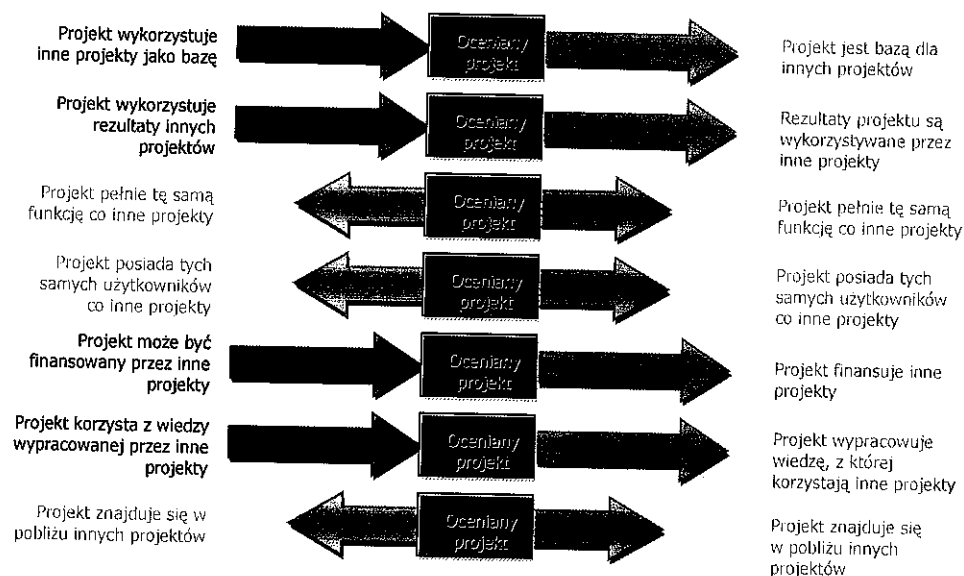 Projekt wykorzystuje
inne projekty jako bazę
Oceniany
projekt
Projekt jest bazą dla
innych projektów
Projekt wykorzystuje
rezultaty innych
projektów
Oceniany
projekt
Rezultaty projektu są
wykorzystywane przez
inne projekty
Projekt pełnie tę samą
funkcję co inne projekty
Oceniany
projekt
Projekt pełnie tę samą
funkcję co inne projekty
Projekt posiada tych
samych użytkowników
co inne projekty
Oceniany
projekt
Projekt posiada tych
samych użytkowników
co inne projekty
Projekt może być
finansowany przez inne
projekty
Oceniany
projekt
Projekt finansuje inne
projekty
Projekt korzysta z wiedzy
wypracowanej przez inne
projekty
Oceniany
projekt
Projekt wypracowuje
wiedzę, z której
korzystają inne projekty
Projekt znajduje się w
pobliżu innych projektów
Oceniany
projekt
Projekt znajduje się
w pobliżu innych
projektów